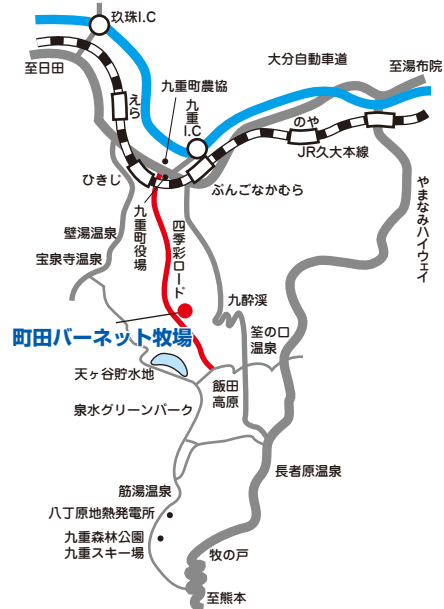 玖珠I.C
至日田
大分自動車道
至湯布院
九重町農協
えら
九重I.C
のや
JR久大本線
ひきじ
ぶんごなかむら
やまなみハイウェイ
九重町役場
四季彩ロード
壁湯温泉
宝泉寺温泉
九酔渓
筌の口
温泉
町田バーネット牧場
天ヶ谷貯水地
飯田
高原
泉水グリーンパーク
長者原温泉
筋湯温泉
八丁原地熱発電所
九重森林公園
九重スキー場
牧の戸
至熊本